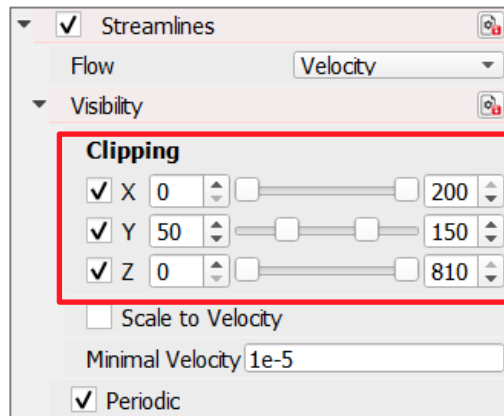 Streamlines
Flow Velocity
Visibility
Clipping
X 0 200
Y 50 150
Z 0 810
Scale to Velocity
Minimal Velocity 1e-5
Periodic